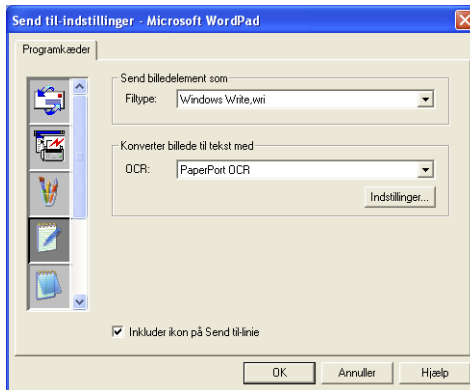 Send til-indstillinger - Microsoft WordPad
Programkæder
Send billedelement som
Filtype:
Windows Write,wri
Konverter billede til tekst med
OCR:
PaperPort OCR
Indstillinger...
Inkluder ikon på Send til-linie
OK
Annuller
Hjælp